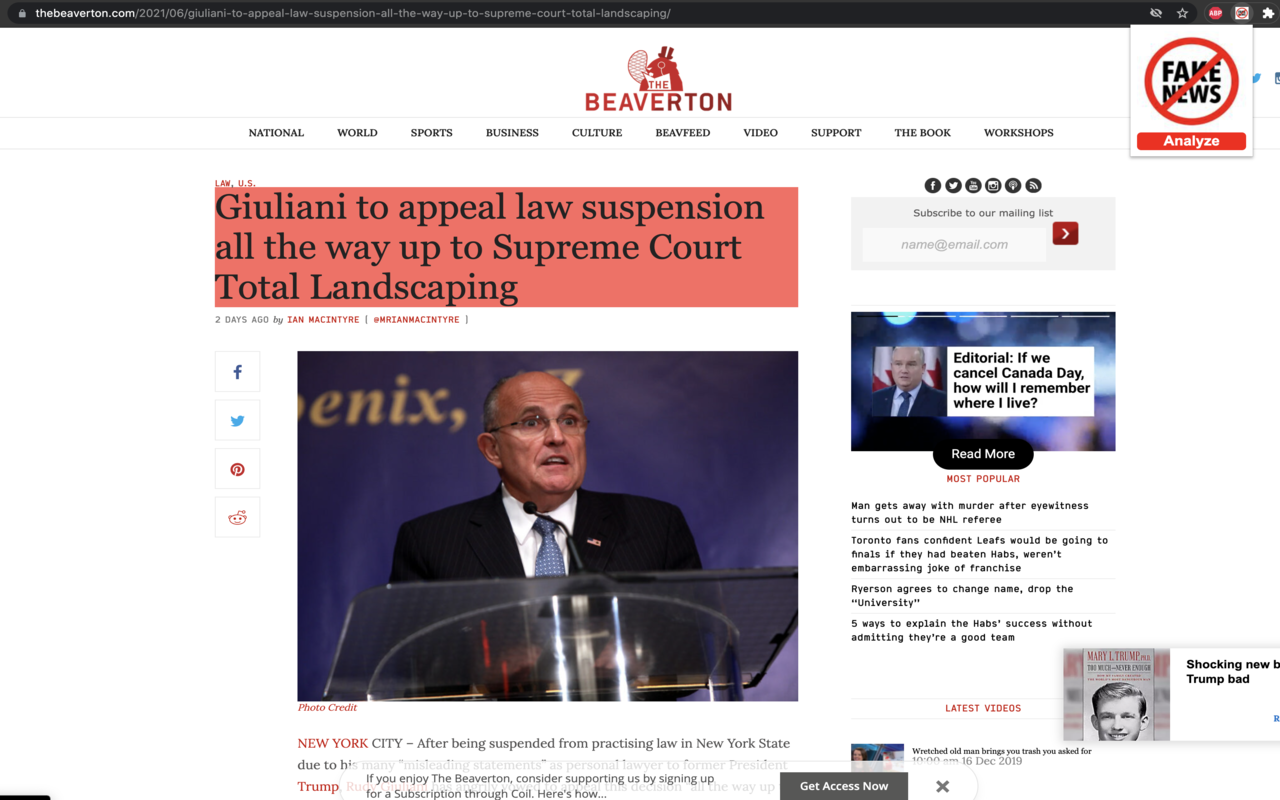 thebeaverton.com/2021/06/giuliani-to-appeal-law-suspension-all-the-way-up-to-supreme-court-total-landscaping/
ABP
FAKE
NEWS
Analyze
THE
BEAVERTON
NATIONAL WORLD SPORTS BUSINESS CULTURE BEAVFEED VIDEO SUPPORT THE BOOK WORKSHOPS
LAW, U.S.
Giuliani to appeal law suspension
all the way up to Supreme Court
Total Landscaping
2 DAYS AGO by IAN MACINTYRE [ @MRIANMACINTYRE ]
enix,
Photo Credit
NEW YORK CITY – After being suspended from practising law in New York State
due to his many “misleading statements” as personal lawyer to former President
Trump, Rudy Giuliani has angrily vowed to appeal this decision “all the way up
Subscribe to our mailing list
name@email.com
Editorial: If we
cancel Canada Day,
how will I remember
where I live?
Read More
MOST POPULAR
Man gets away with murder after eyewitness
turns out to be NHL referee
Toronto fans confident Leafs would be going to
finals if they had beaten Habs, weren't
embarrassing joke of franchise
Ryerson agrees to change name, drop the
“University”
5 ways to explain the Habs’ success without
admitting they're a good team
MARY L. TRUMP, PH.D.
TOO MUCH and NEVER ENOUGH
Shocking new b
Trump bad
R
LATEST VIDEOS
Wretched old man brings you trash you asked for
10:00 am 16 Dec 2019
If you enjoy The Beaverton, consider supporting us by signing up
for a Subscription through Coil. Here's how...
Get Access Now